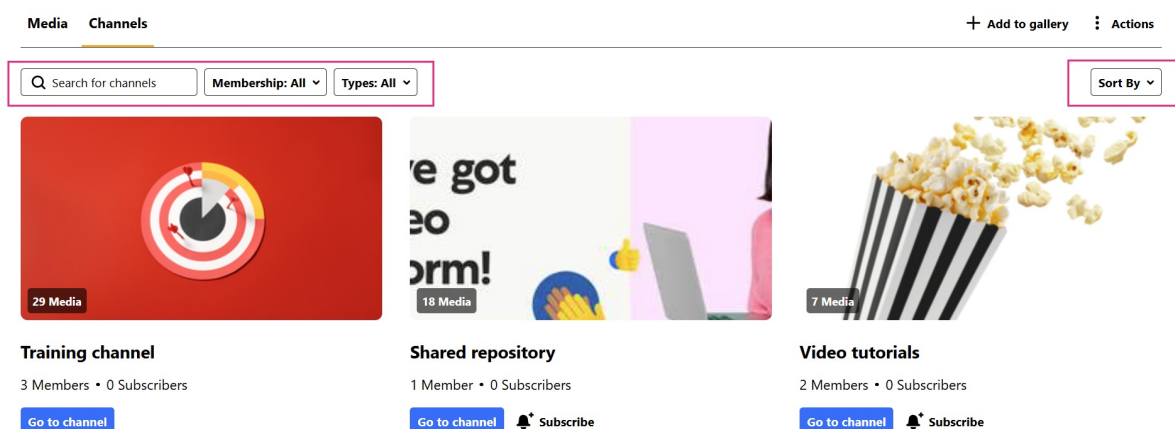 Media Channels + Add to gallery Actions
Search for channels Membership: All Types: All Sort By
e got
eo
orm!
29 Media 18 Media 7 Media
Training channel Shared repository Video tutorials
3 Members • 0 Subscribers 1 Member • 0 Subscribers 2 Members • 0 Subscribers
Go to channel Go to channel Subscribe Go to channel Subscribe